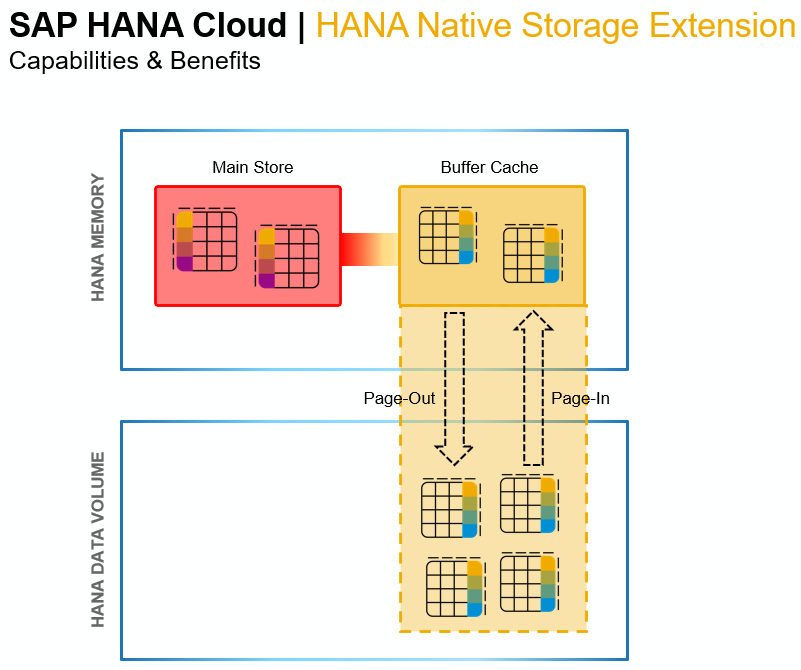 SAP HANA Cloud | HANA Native Storage Extension
Capabilities & Benefits
HANA MEMORY
Main Store
Buffer Cache
Page-Out
Page-In
HANA DATA VOLUME